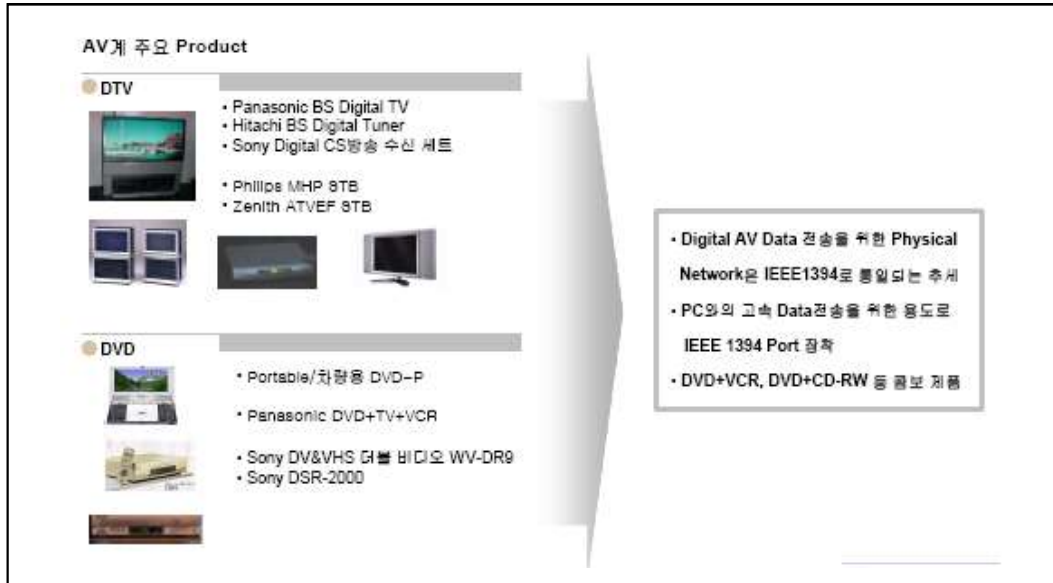 AV계 주요 Product
DTV
• Panasonic BS Digital TV
• Hitachi BS Digital Tuner
• Sony Digital CS방송 수신 세트
• Philips MHP STB
• Zenith ATVEF STB
DVD
• Portable/차량용 DVD-P
• Panasonic DVD+TV+VCR
• Sony DV&VHS 더블 비디오 WV-DR9
• Sony DSR-2000
• Digital AV Data 전송을 위한 Physical
Network은 IEEE1394로 통일되는 추세
• PC와의 고속 Data전송을 위한 용도로
IEEE 1394 Port 장착
• DVD+VCR, DVD+CD-RW 등 콤보 제품